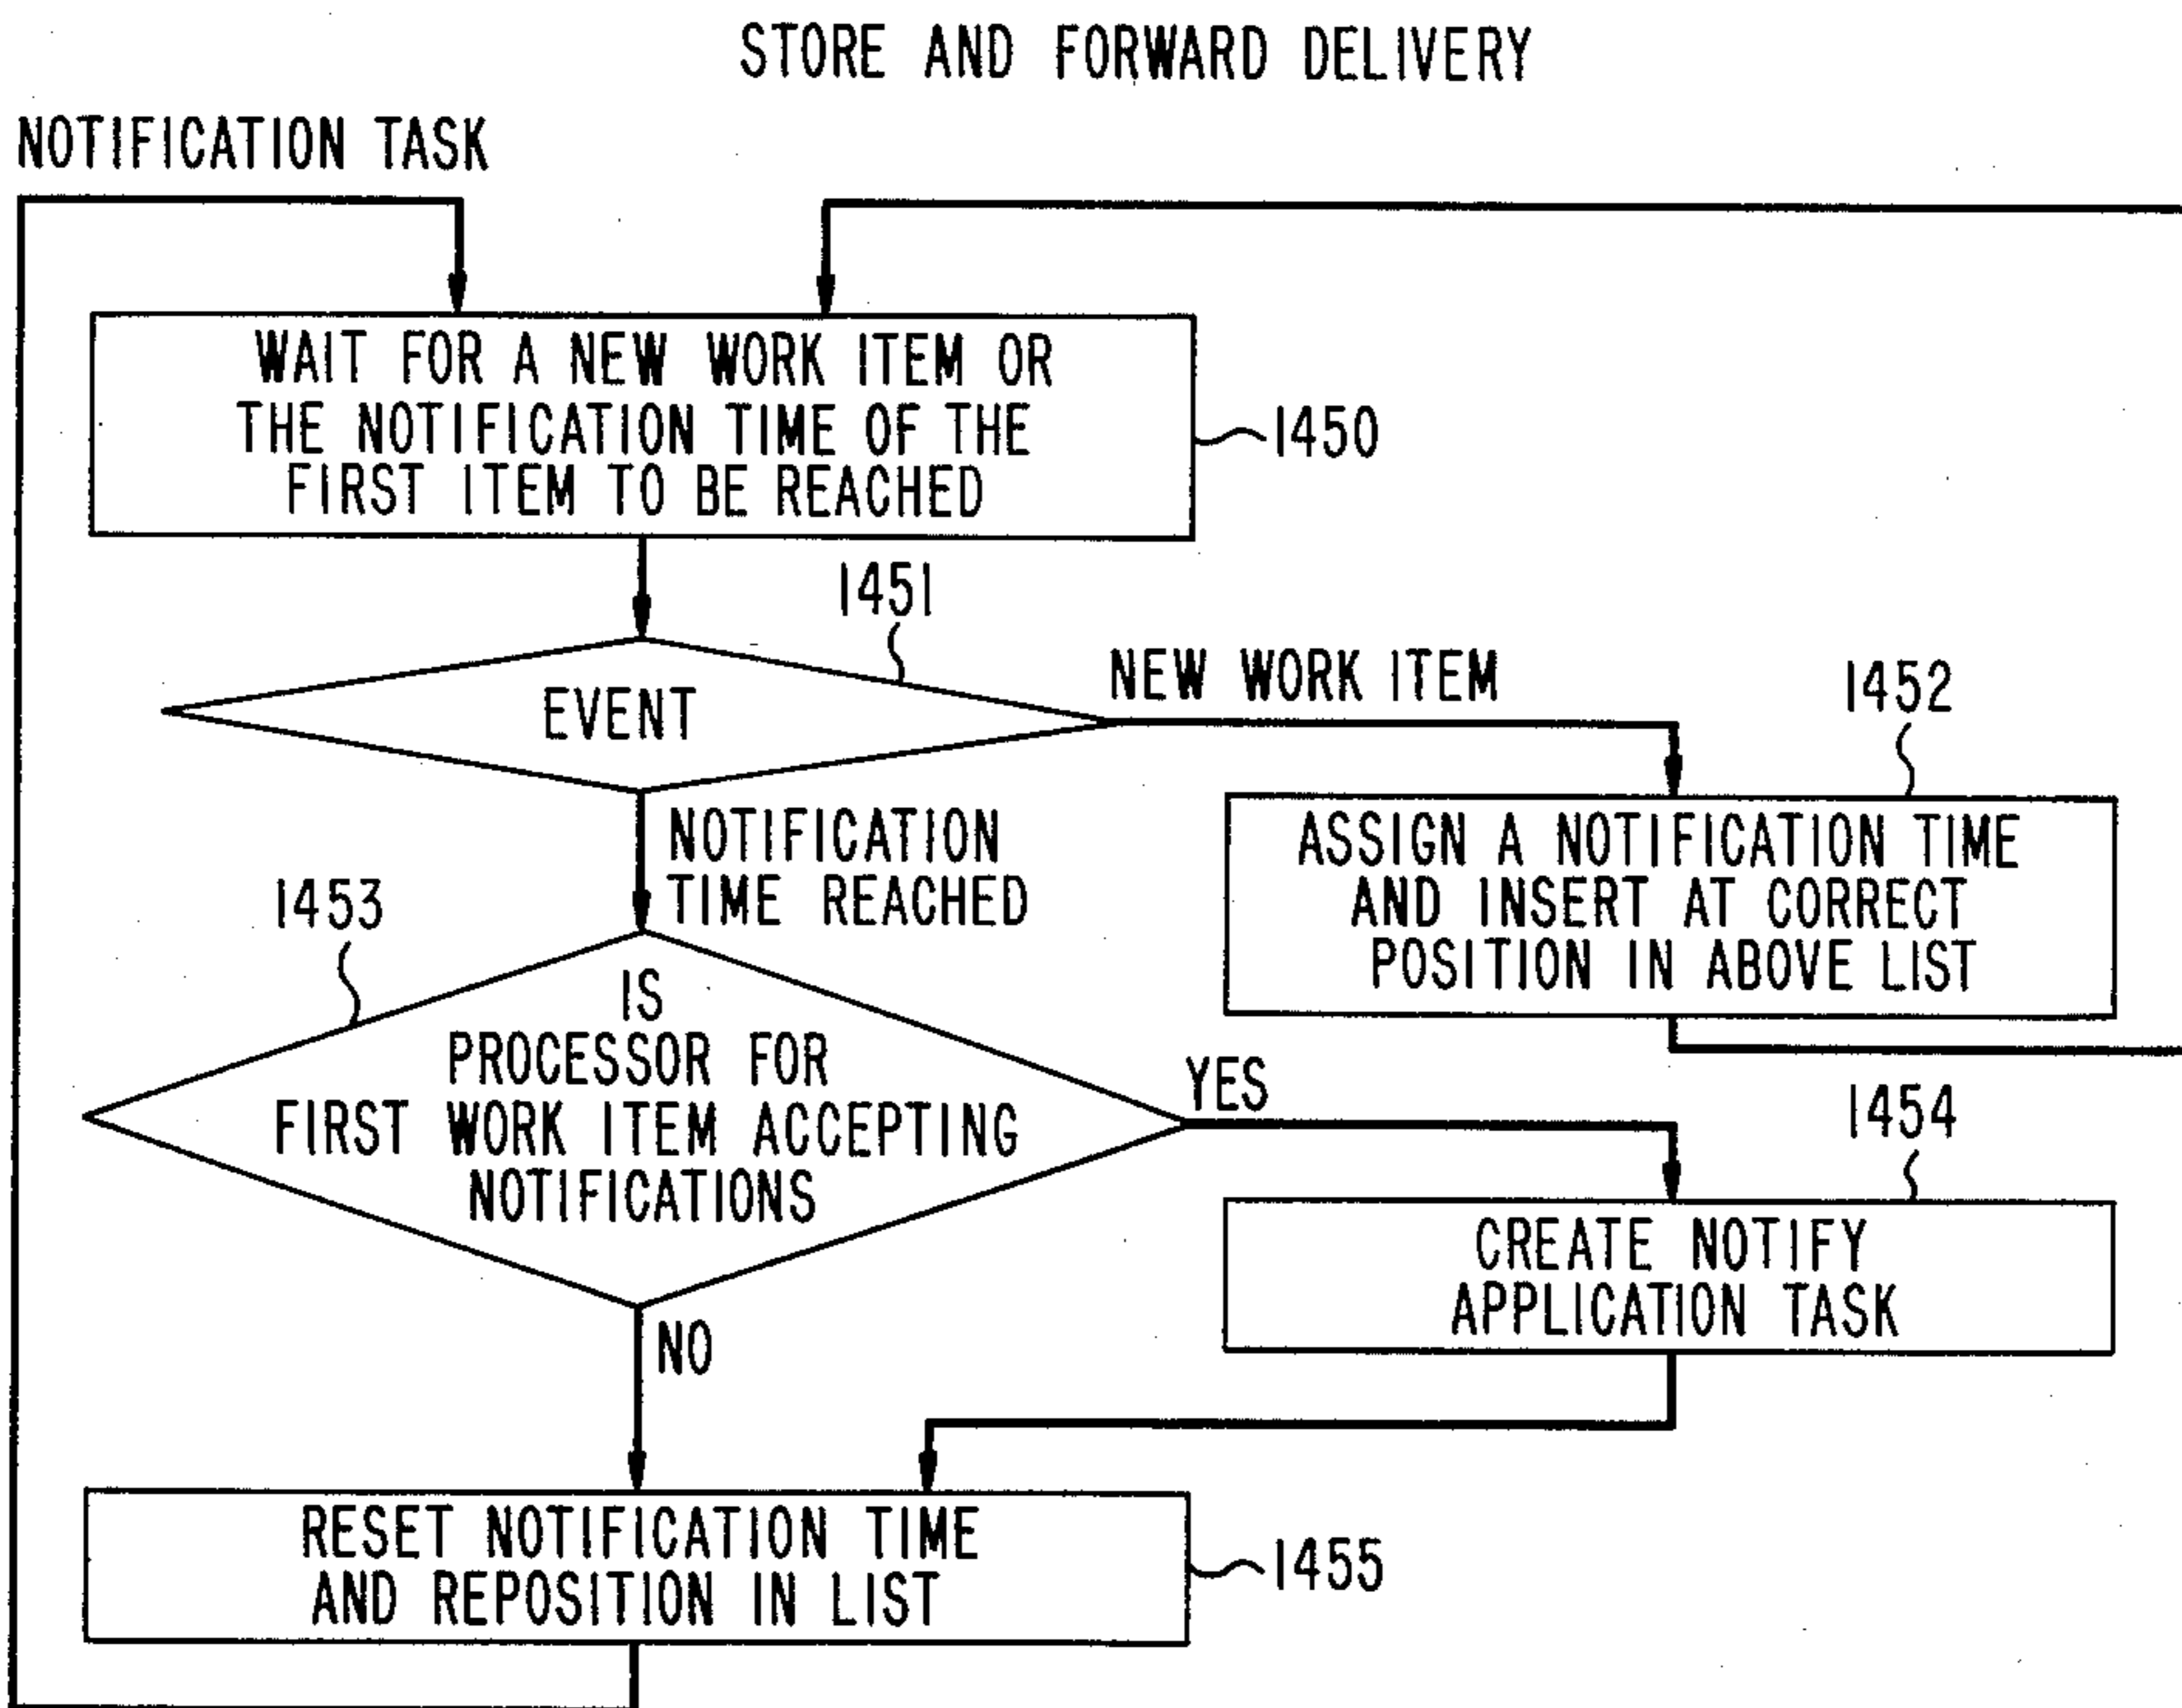 STORE AND FORWARD DELIVERY
NOTIFICATION TASK
WAIT FOR A NEW WORK ITEM OR
THE NOTIFICATION TIME OF THE
FIRST ITEM TO BE REACHED
1450
1451
EVENT
NEW WORK ITEM
1452
ASSIGN A NOTIFICATION TIME
AND INSERT AT CORRECT
POSITION IN ABOVE LIST
NOTIFICATION
TIME REACHED
1453
IS
PROCESSOR FOR
FIRST WORK ITEM ACCEPTING
NOTIFICATIONS
YES
1454
CREATE NOTIFY
APPLICATION TASK
NO
RESET NOTIFICATION TIME
AND REPOSITION IN LIST
1455